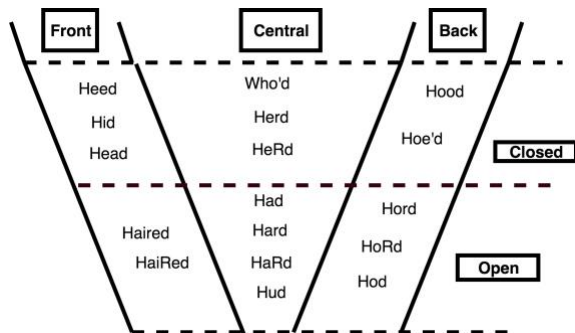 Front Central Back
Heed Who'd Hood
Hid Herd Hoe'd
Head HeRd
Closed
Had Hord
Haired Hard HoRd
HaiRed HaRd Hod
Hud
Open